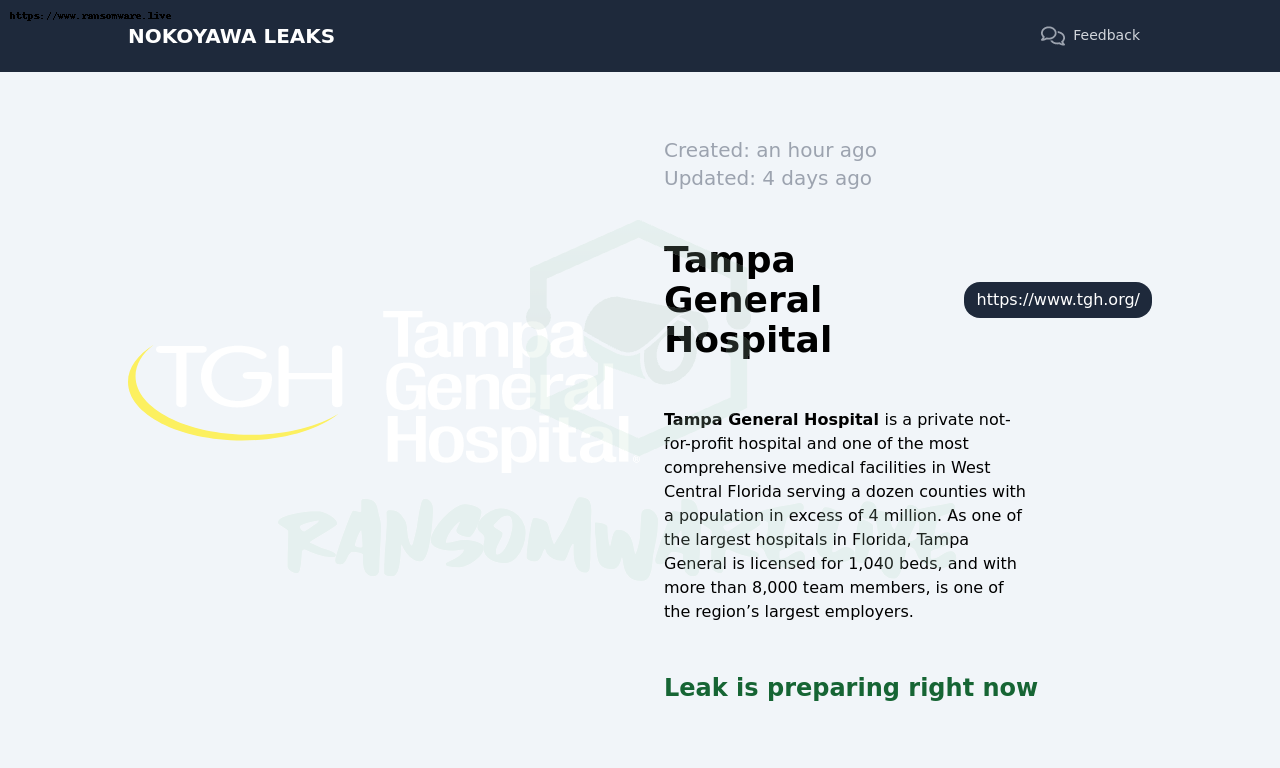 https://www.ransomware.live
NOKOYAWA LEAKS
Feedback
Created: an hour ago
Updated: 4 days ago
Tampa
General
Hospital
https://www.tgh.org/
TGH
Tampa
General
Hospital
Tampa General Hospital is a private not-
for-profit hospital and one of the most
comprehensive medical facilities in West
Central Florida serving a dozen counties with
a population in excess of 4 million. As one of
the largest hospitals in Florida, Tampa
General is licensed for 1,040 beds, and with
more than 8,000 team members, is one of
the region’s largest employers.
RANSOMWARE.LIVE
Leak is preparing right now